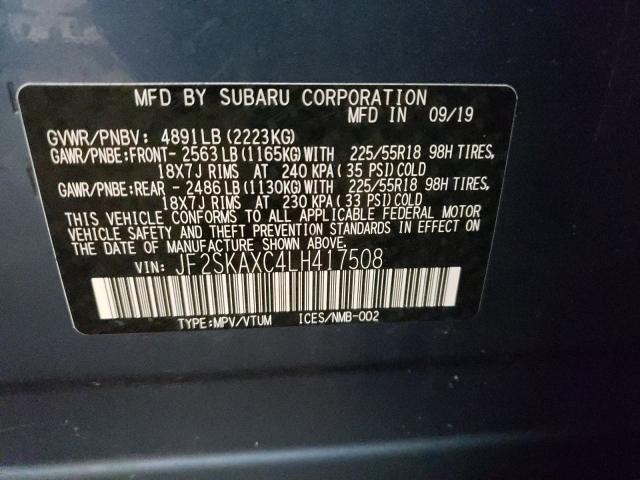 MFD BY SUBARU CORPORATION
MFD IN 09/19
GVWR/PNBV: 4891LB(2223KG)
GAWR/PNBE:FRONT- 2563LB(1165KG)WITH 225/55R18 98H TIRES,
18X7J RIMS AT 240 KPA(35 PSI)COLD
GAWR/PNBE:REAR - 2486LB(1130KG)WITH 225/55R18 98H TIRES,
18X7J RIMS AT 230 KPA(33 PSI)COLD
THIS VEHICLE CONFORMS TO ALL APPLICABLE FEDERAL MOTOR
VEHICLE SAFETY AND THEFT PREVENTION STANDARDS IN EFFECT ON
THE DATE OF MANUFACTURE SHOWN ABOVE.
VIN: JF2SKAXC4LH417508
TYPE:MPV/VTUM ICES/NMB-002